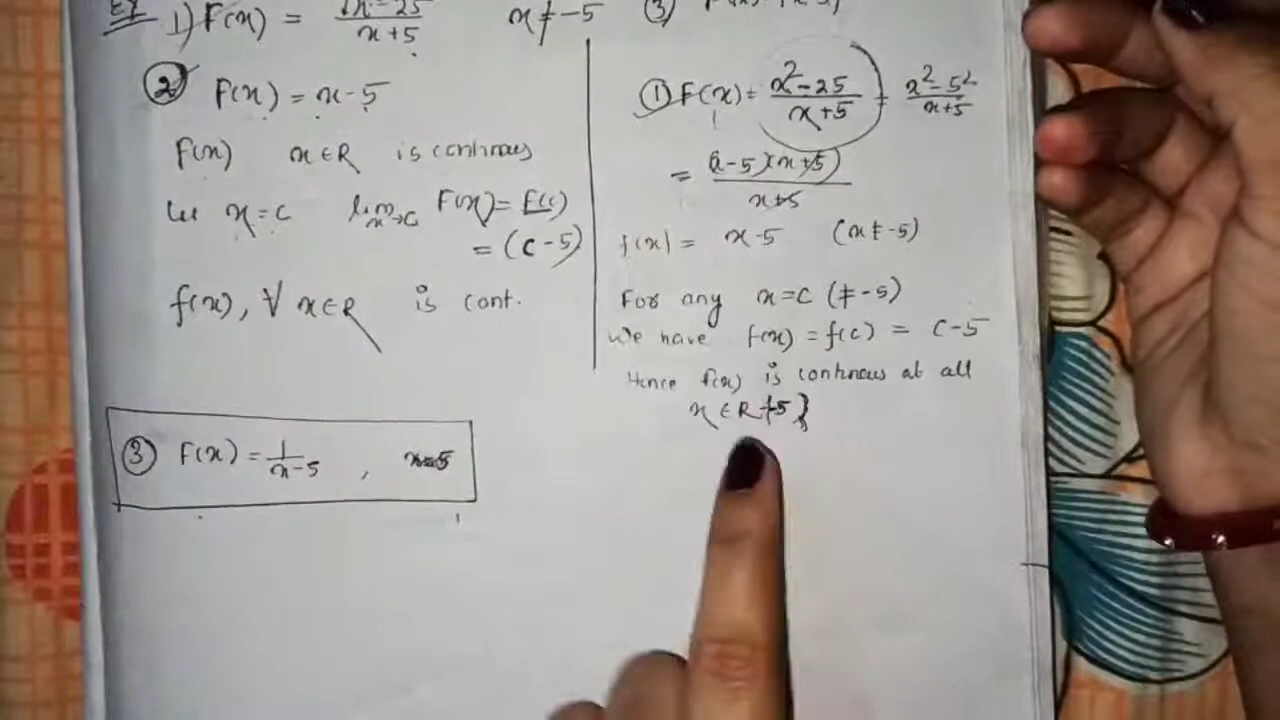 Ex 1) F(x) = x²-25 / x+5    x ≠ -5    (3)
(2) F(x) = x-5
F(x)    x∈R    is continous
Let x=c    lim x→c F(x) = F(c)
= (c-5)
f(x), ∀ x∈R    is cont.
(3) F(x) = 1 / x-5 ,    x=5
(1) F(x) = x²-25 / x+5 = x²-5² / x+5
= (x-5)(x+5) / x+5
f(x) = x-5    (x≠-5)
For any x=c (≠-5)
We have f(x) = f(c) = c-5
Hence f(x) is continous at all
x∈R-{-5}